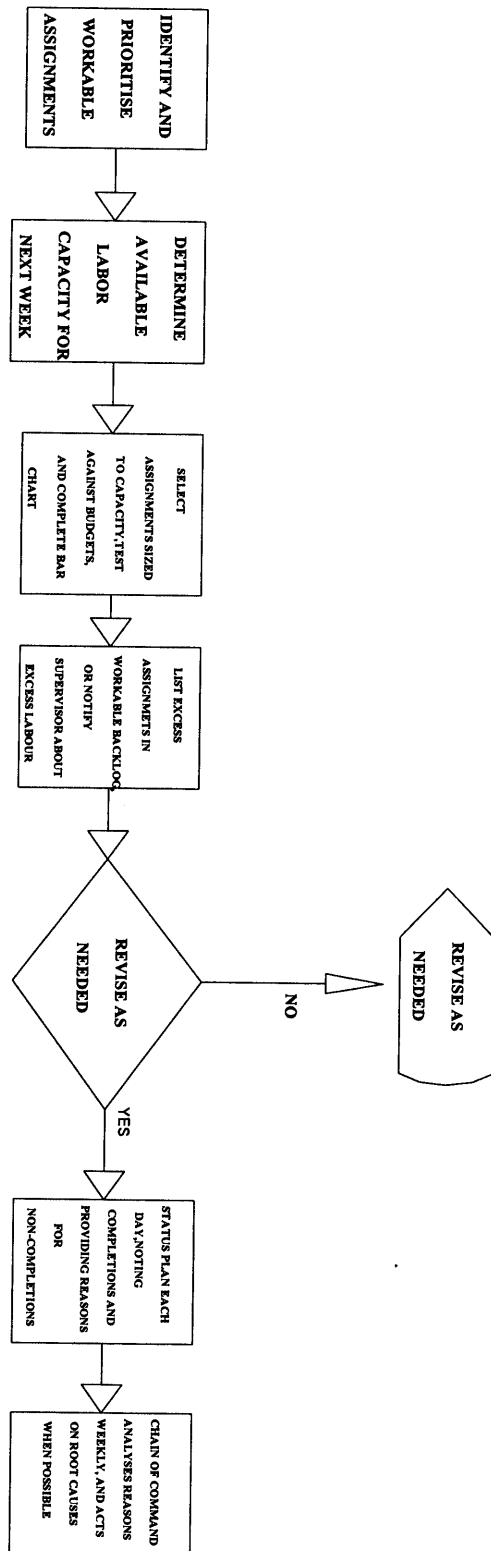 IDENTIFY AND
PRIORITISE
WORKABLE
ASSIGNMENTS
DETERMINE
AVAILABLE
LABOR
CAPACITY FOR
NEXT WEEK
SELECT
ASSIGNMENTS SIZED
TO CAPACITY,TEST
AGAINST BUDGETS,
AND COMPLETE BAR
CHART
LIST EXCESS
ASSIGNMETS IN
WORKABLE BACKLOG,
OR NOTIFY
SUPERVISOR ABOUT
EXCESS LABOUR
REVISE AS
NEEDED
NO
REVISE AS
NEEDED
YES
STATUS PLAN EACH
DAY,NOTING
COMPLETIONS AND
PROVIDING REASONS
FOR
NON-COMPLETIONS
CHAIN OF COMMAND
ANALYSES REASONS
WEEKLY, AND ACTS
ON ROOT CAUSES
WHEN POSSIBLE